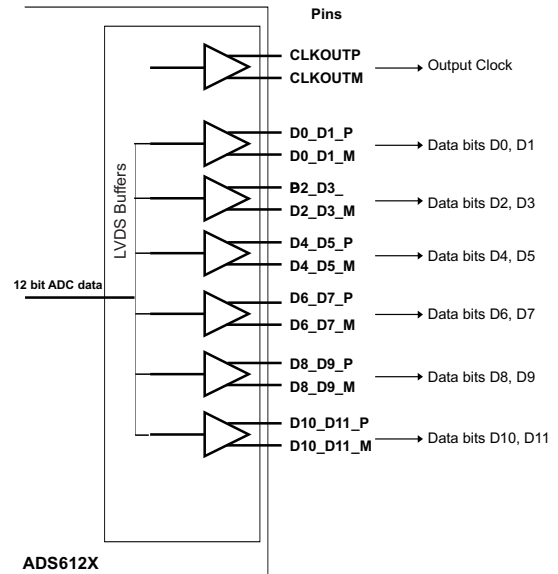 Pins
CLKOUTP
CLKOUTM
Output Clock
D0_D1_P
D0_D1_M
Data bits D0, D1
D2_D3_
D2_D3_M
Data bits D2, D3
D4_D5_P
D4_D5_M
Data bits D4, D5
12 bit ADC data
LVDS Buffers
D6_D7_P
D6_D7_M
Data bits D6, D7
D8_D9_P
D8_D9_M
Data bits D8, D9
D10_D11_P
D10_D11_M
Data bits D10, D11
ADS612X